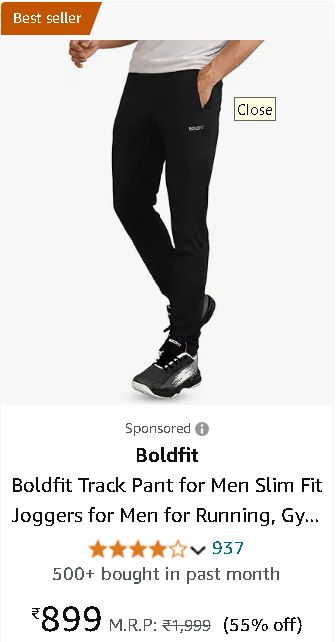 Best seller
BOLDFIT
Close
Sponsored
Boldfit
Boldfit Track Pant for Men Slim Fit
Joggers for Men for Running, Gy...
937
500+ bought in past month
₹899 M.R.P: ₹1,999 (55% off)